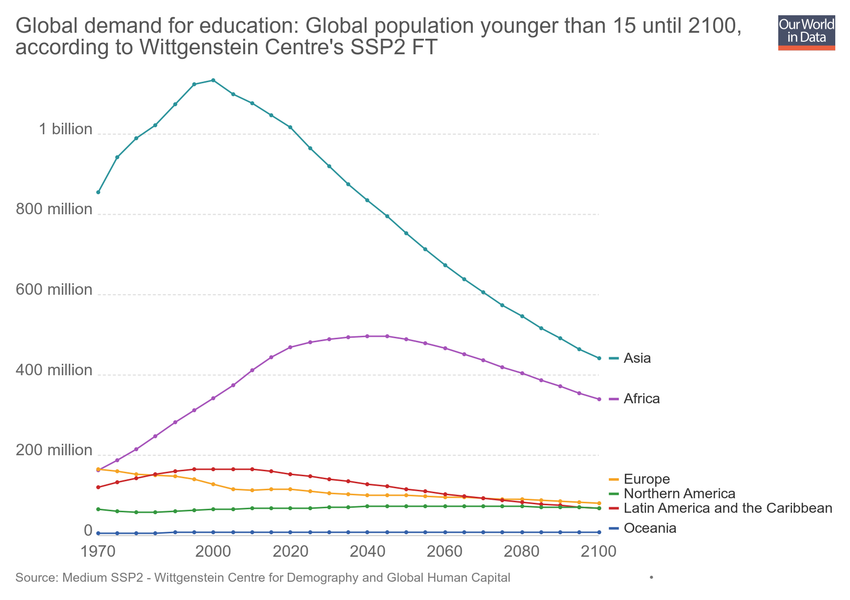 Global demand for education: Global population younger than 15 until 2100,
according to Wittgenstein Centre's SSP2 FT
Our World
in Data
1 billion
800 million
600 million
400 million
200 million
0
1970
2000
2020
2040
2060
2080
2100
Asia
Africa
Europe
Northern America
Latin America and the Caribbean
Oceania
Source: Medium SSP2 - Wittgenstein Centre for Demography and Global Human Capital
•